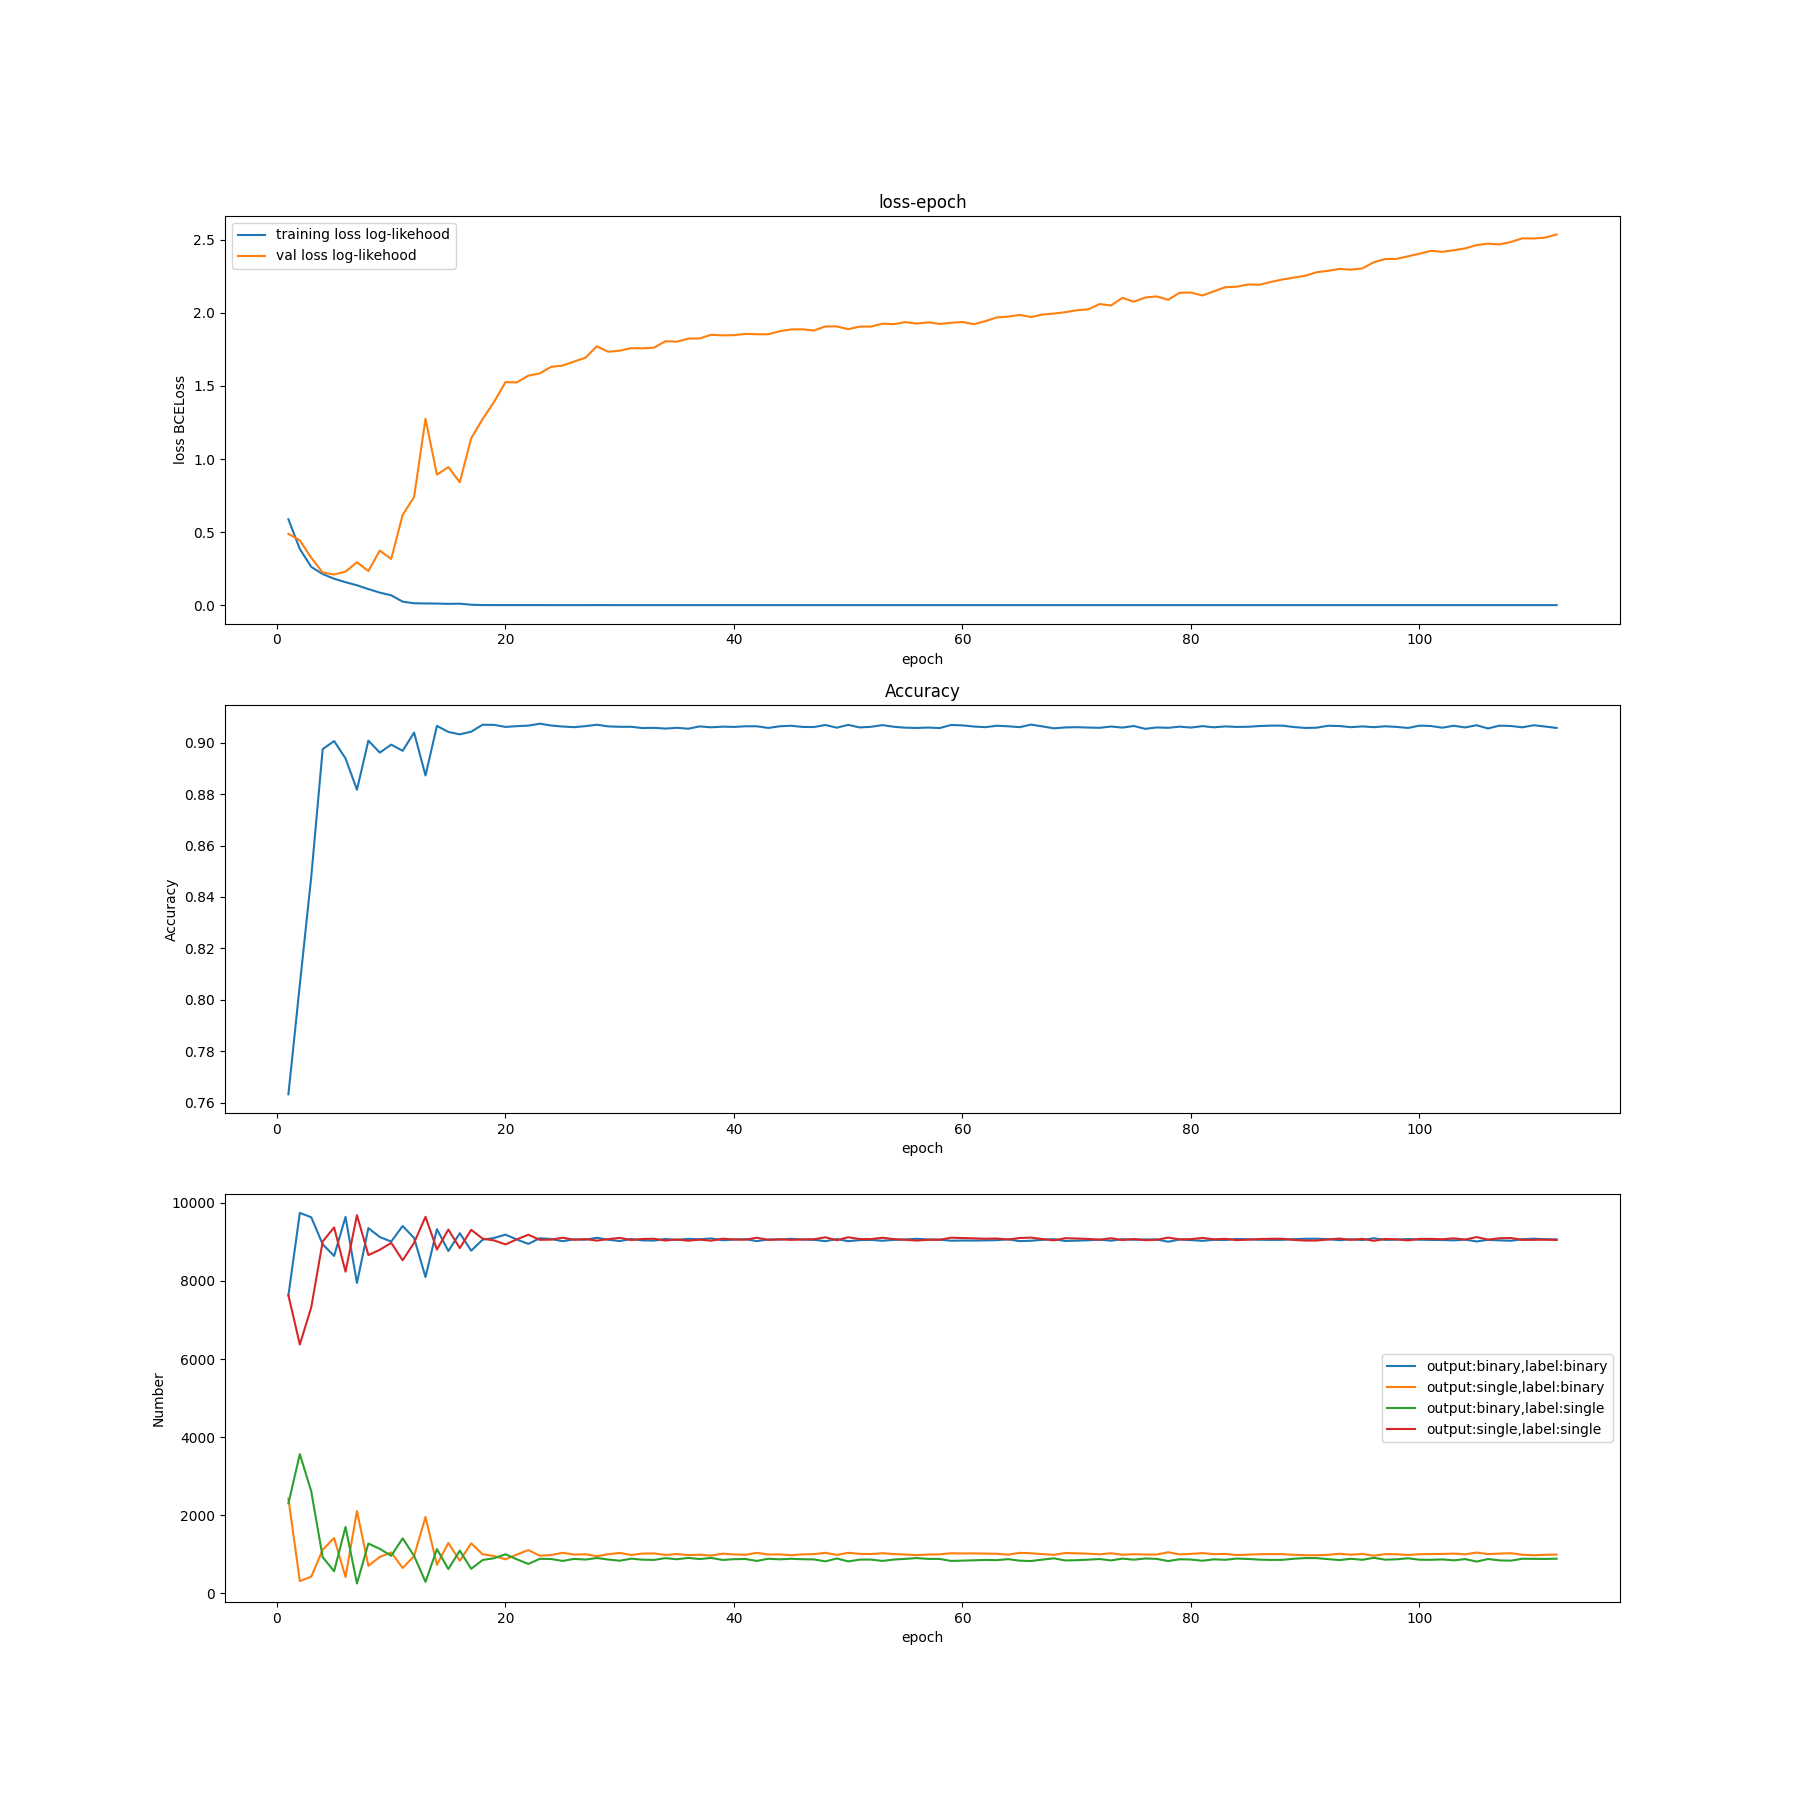 loss-epoch
training loss log-likehood
val loss log-likehood
2.5
2.0
1.5
1.0
0.5
0.0
loss BCELoss
0 20 40 60 80 100
epoch
Accuracy
0.90
0.88
0.86
0.84
0.82
0.80
0.78
0.76
Accuracy
0 20 40 60 80 100
epoch
10000
8000
6000
4000
2000
0
Number
output:binary,label:binary
output:single,label:binary
output:binary,label:single
output:single,label:single
0 20 40 60 80 100
epoch